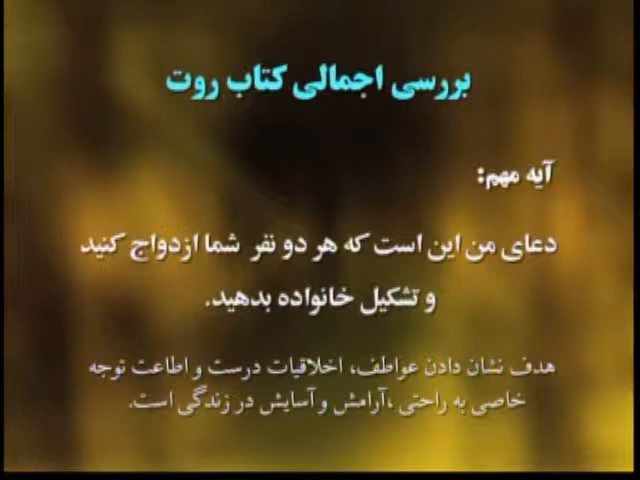 بررسی اجمالی کتاب روت
آیه مهم:
دعای من این است که هر دو نفر شما ازدواج کنید
و تشکیل خانواده بدهید.
هدف نشان دادن عواطف، اخلاقیات درست و اطاعت توجه
خاصی به راحتی ،آرامش و آسایش در زندگی است.